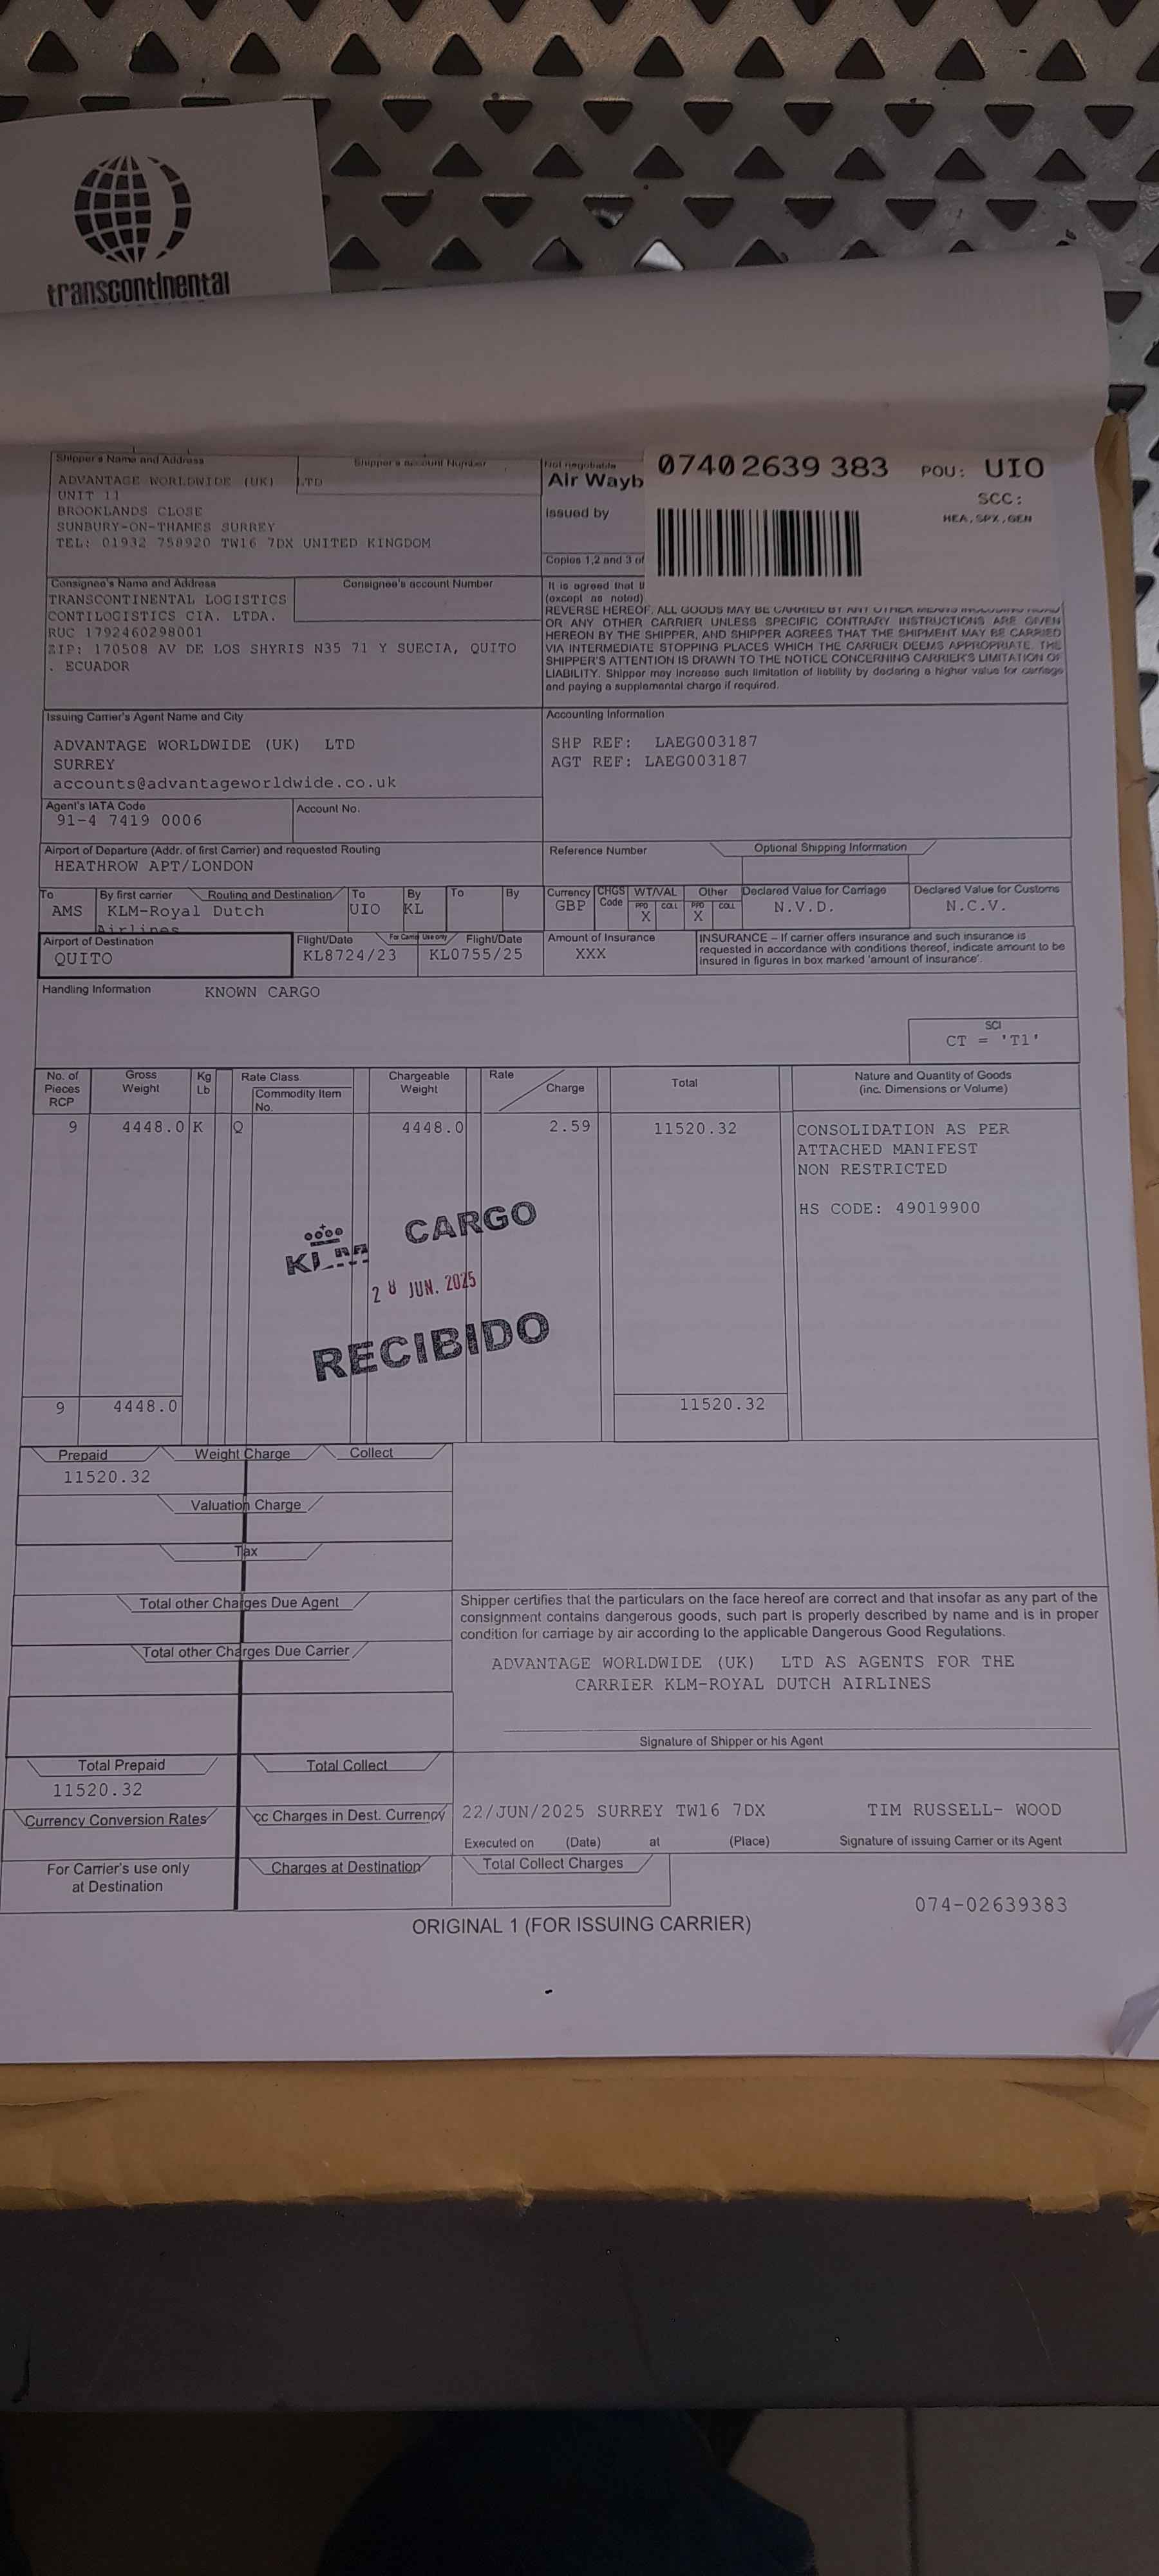 transcontinental
Shipper's Name and Address
Shipper's account Number
ADVANTAGE WORLDWIDE (UK) LTD
UNIT 11
BROOKLANDS CLOSE
SUNBURY-ON-THAMES SURREY
TEL: 01932 750920 TW16 7DX UNITED KINGDOM
Not negotiable
Air Wayb
Issued by
Copies 1,2 and 3 of
07402639 383 POU: UIO
SCC:
HEA,SPX,GEN
Consignee's Name and Address
Consignee's account Number
TRANSCONTINENTAL LOGISTICS
CONTILOGISTICS CIA. LTDA.
RUC 1792460298001
ZIP: 170508 AV DE LOS SHYRIS N35 71 Y SUECIA, QUITO
. ECUADOR
It is agreed that
(except as noted)
REVERSE HEREOF. ALL GOODS MAY BE CARRIED BY ANY OTHER MEANS INCLUDING ROAD
OR ANY OTHER CARRIER UNLESS SPECIFIC CONTRARY INSTRUCTIONS ARE GIVEN
HEREON BY THE SHIPPER, AND SHIPPER AGREES THAT THE SHIPMENT MAY BE CARRIED
VIA INTERMEDIATE STOPPING PLACES WHICH THE CARRIER DEEMS APPROPRIATE. THE
SHIPPER'S ATTENTION IS DRAWN TO THE NOTICE CONCERNING CARRIER'S LIMITATION OF
LIABILITY. Shipper may increase such limitation of liability by declaring a higher value for carriage
and paying a supplemental charge if required.
Issuing Carrier's Agent Name and City
ADVANTAGE WORLDWIDE (UK) LTD
SURREY
accounts@advantageworldwide.co.uk
Accounting Information
SHP REF: LAEG003187
AGT REF: LAEG003187
Agent's IATA Code
91-4 7419 0006
Account No.
Airport of Departure (Addr. of first Carrier) and requested Routing
HEATHROW APT/LONDON
Reference Number
Optional Shipping Information
To
AMS
By first carrier
Routing and Destination
KLM-Royal Dutch
Airlines
To
UIO
By
KL
To
By
Currency
GBP
CHGS
Code
WT/VAL
PPD COLL
X
Other
PPD COLL
X
Declared Value for Carriage
N.V.D.
Declared Value for Customs
N.C.V.
Airport of Destination
QUITO
Flight/Date
For Carrier Use only
Flight/Date
KL8724/23
KL0755/25
Amount of Insurance
XXX
INSURANCE – If carrier offers insurance and such insurance is
requested in accordance with conditions thereof, indicate amount to be
insured in figures in box marked 'amount of insurance'.
Handling Information
KNOWN CARGO
SCI
CT = 'T1'
No. of
Pieces
RCP
Gross
Weight
Kg
Lb
Rate Class
Commodity Item
No.
Chargeable
Weight
Rate
Charge
Total
Nature and Quantity of Goods
(inc. Dimensions or Volume)
9 4448.0 K Q 4448.0 2.59 11520.32
CONSOLIDATION AS PER
ATTACHED MANIFEST
NON RESTRICTED
HS CODE: 49019900
KLM CARGO
28 JUN. 2025
RECIBIDO
9 4448.0 11520.32
Prepaid
Weight Charge
Collect
11520.32
Valuation Charge
Tax
Total other Charges Due Agent
Total other Charges Due Carrier
Shipper certifies that the particulars on the face hereof are correct and that insofar as any part of the
consignment contains dangerous goods, such part is properly described by name and is in proper
condition for carriage by air according to the applicable Dangerous Good Regulations.
ADVANTAGE WORLDWIDE (UK) LTD AS AGENTS FOR THE
CARRIER KLM-ROYAL DUTCH AIRLINES
Signature of Shipper or his Agent
Total Prepaid
Total Collect
11520.32
Currency Conversion Rates
cc Charges in Dest. Currency
22/JUN/2025 SURREY TW16 7DX TIM RUSSELL- WOOD
Executed on (Date) at (Place) Signature of issuing Carrier or its Agent
For Carrier's use only
at Destination
Charges at Destination
Total Collect Charges
074-02639383
ORIGINAL 1 (FOR ISSUING CARRIER)